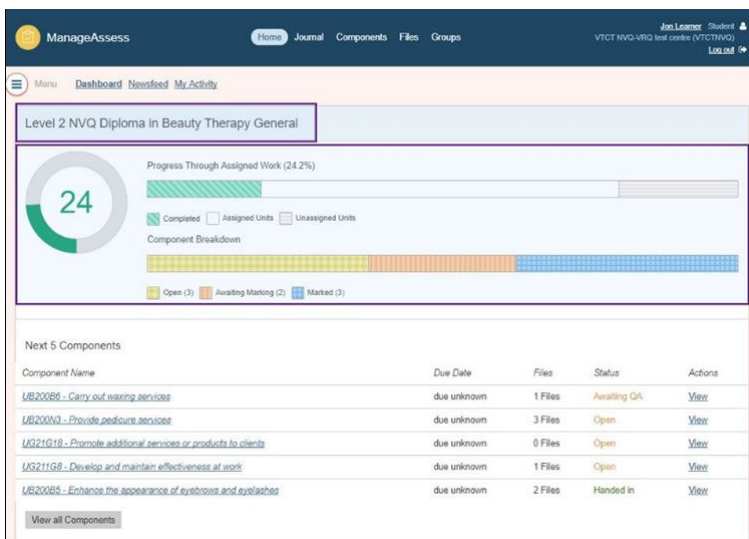 ManageAssess
Home Journal Components Files Groups
Jon Learner Student
VTCT NVQ-VRQ test centre (VTCTNVQ)
Log out
Menu Dashboard Newsfeed My Activity
Level 2 NVQ Diploma in Beauty Therapy General
24
Progress Through Assigned Work (24.2%)
Completed Assigned Units Unassigned Units
Component Breakdown
Open (3) Awaiting Marking (2) Marked (3)
Next 5 Components
Component Name Due Date Files Status Actions
UB200B6 - Carry out waxing services due unknown 1 Files Awaiting QA View
UB200N3 - Provide pedicure services due unknown 3 Files Open View
UG21G18 - Promote additional services or products to clients due unknown 0 Files Open View
UG211G8 - Develop and maintain effectiveness at work due unknown 1 Files Open View
UB200B5 - Enhance the appearance of eyebrows and eyelashes due unknown 2 Files Handed in View
View all Components